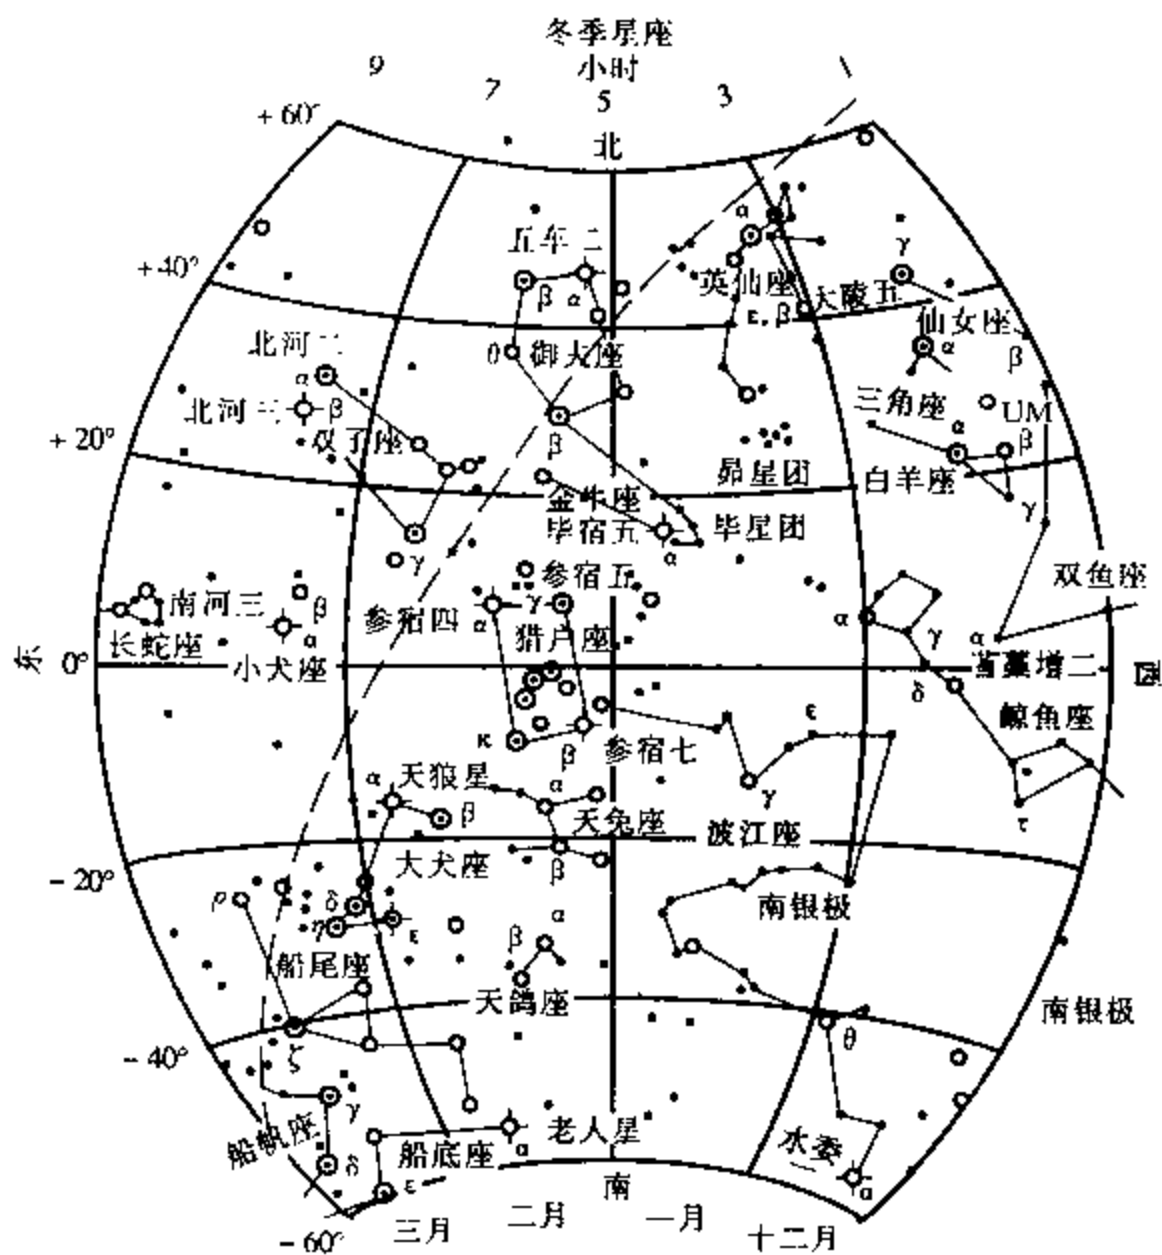 冬季星座
小时
9 7 5 3 1
北
+60°
+40°
+20°
0°
-20°
-40°
-60°
东
南
五车二
β α
θ
御夫座
β
英仙座
α
ε, β
大陵五
γ
仙女座
α
β
三角座
UM
α
β
白羊座
γ
昴星团
北河二
α
北河三
β
双子座
γ
金牛座
毕宿五
α
毕星团
双鱼座
α
参宿五
参宿四
α
γ
猎户座
κ
β
参宿七
南河三
β
α
长蛇座
小犬座
α
γ
δ
鲸鱼座
τ
天狼星
α
β
大犬座
δ
η
ε
α
天兔座
β
ε
γ
波江座
南银极
南银极
θ
水委一
α
ρ
船尾座
ζ
α
β
天鸽座
γ
船帆座
δ
船底座
ε
老人星
α
三月
二月
一月
十二月